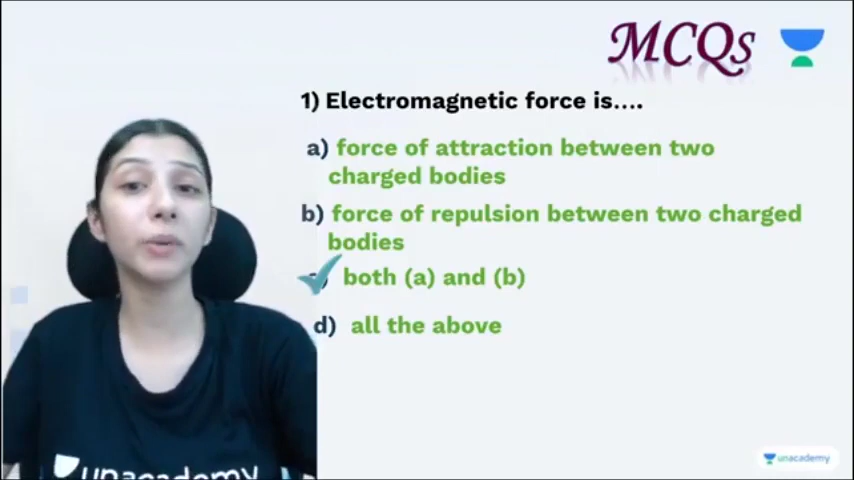 MCQs
1) Electromagnetic force is....
a) force of attraction between two
charged bodies
b) force of repulsion between two charged
bodies
both (a) and (b)
d) all the above
unacademy
unacademy